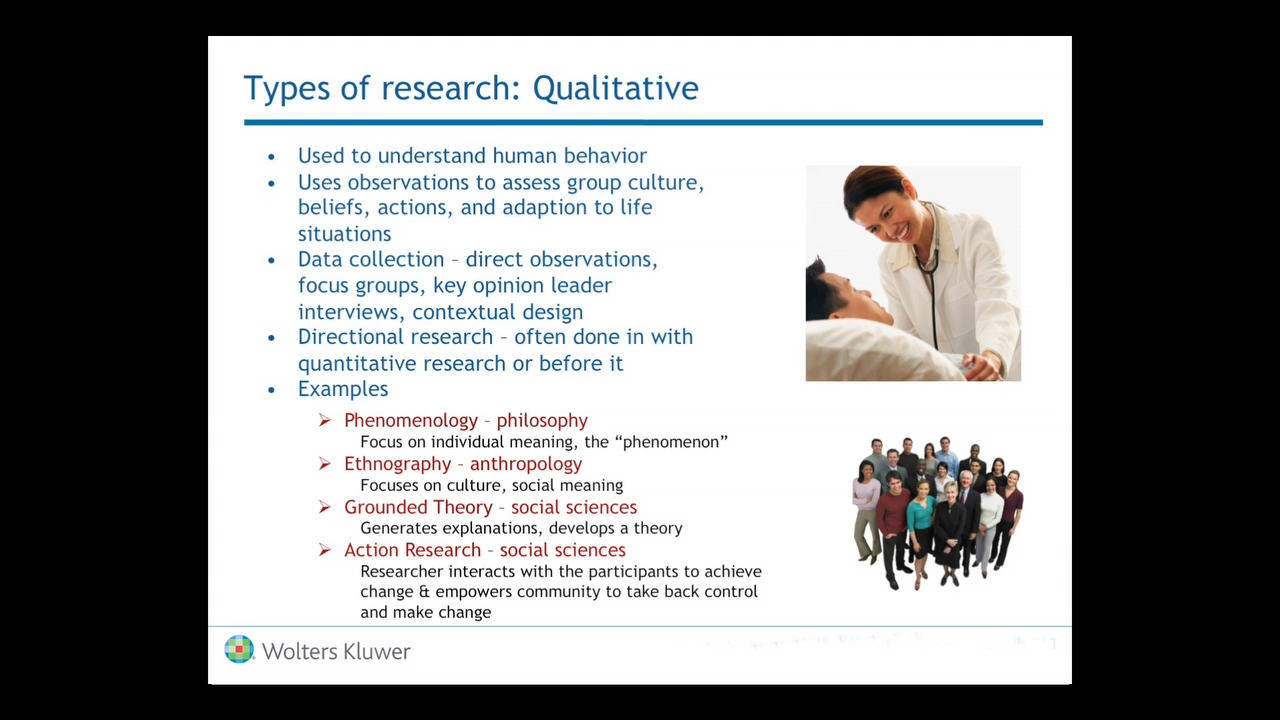 Types of research: Qualitative
• Used to understand human behavior
• Uses observations to assess group culture,
beliefs, actions, and adaption to life
situations
• Data collection – direct observations,
focus groups, key opinion leader
interviews, contextual design
• Directional research – often done in with
quantitative research or before it
• Examples
➢ Phenomenology – philosophy
Focus on individual meaning, the “phenomenon”
➢ Ethnography – anthropology
Focuses on culture, social meaning
➢ Grounded Theory – social sciences
Generates explanations, develops a theory
➢ Action Research – social sciences
Researcher interacts with the participants to achieve
change & empowers community to take back control
and make change
Wolters Kluwer